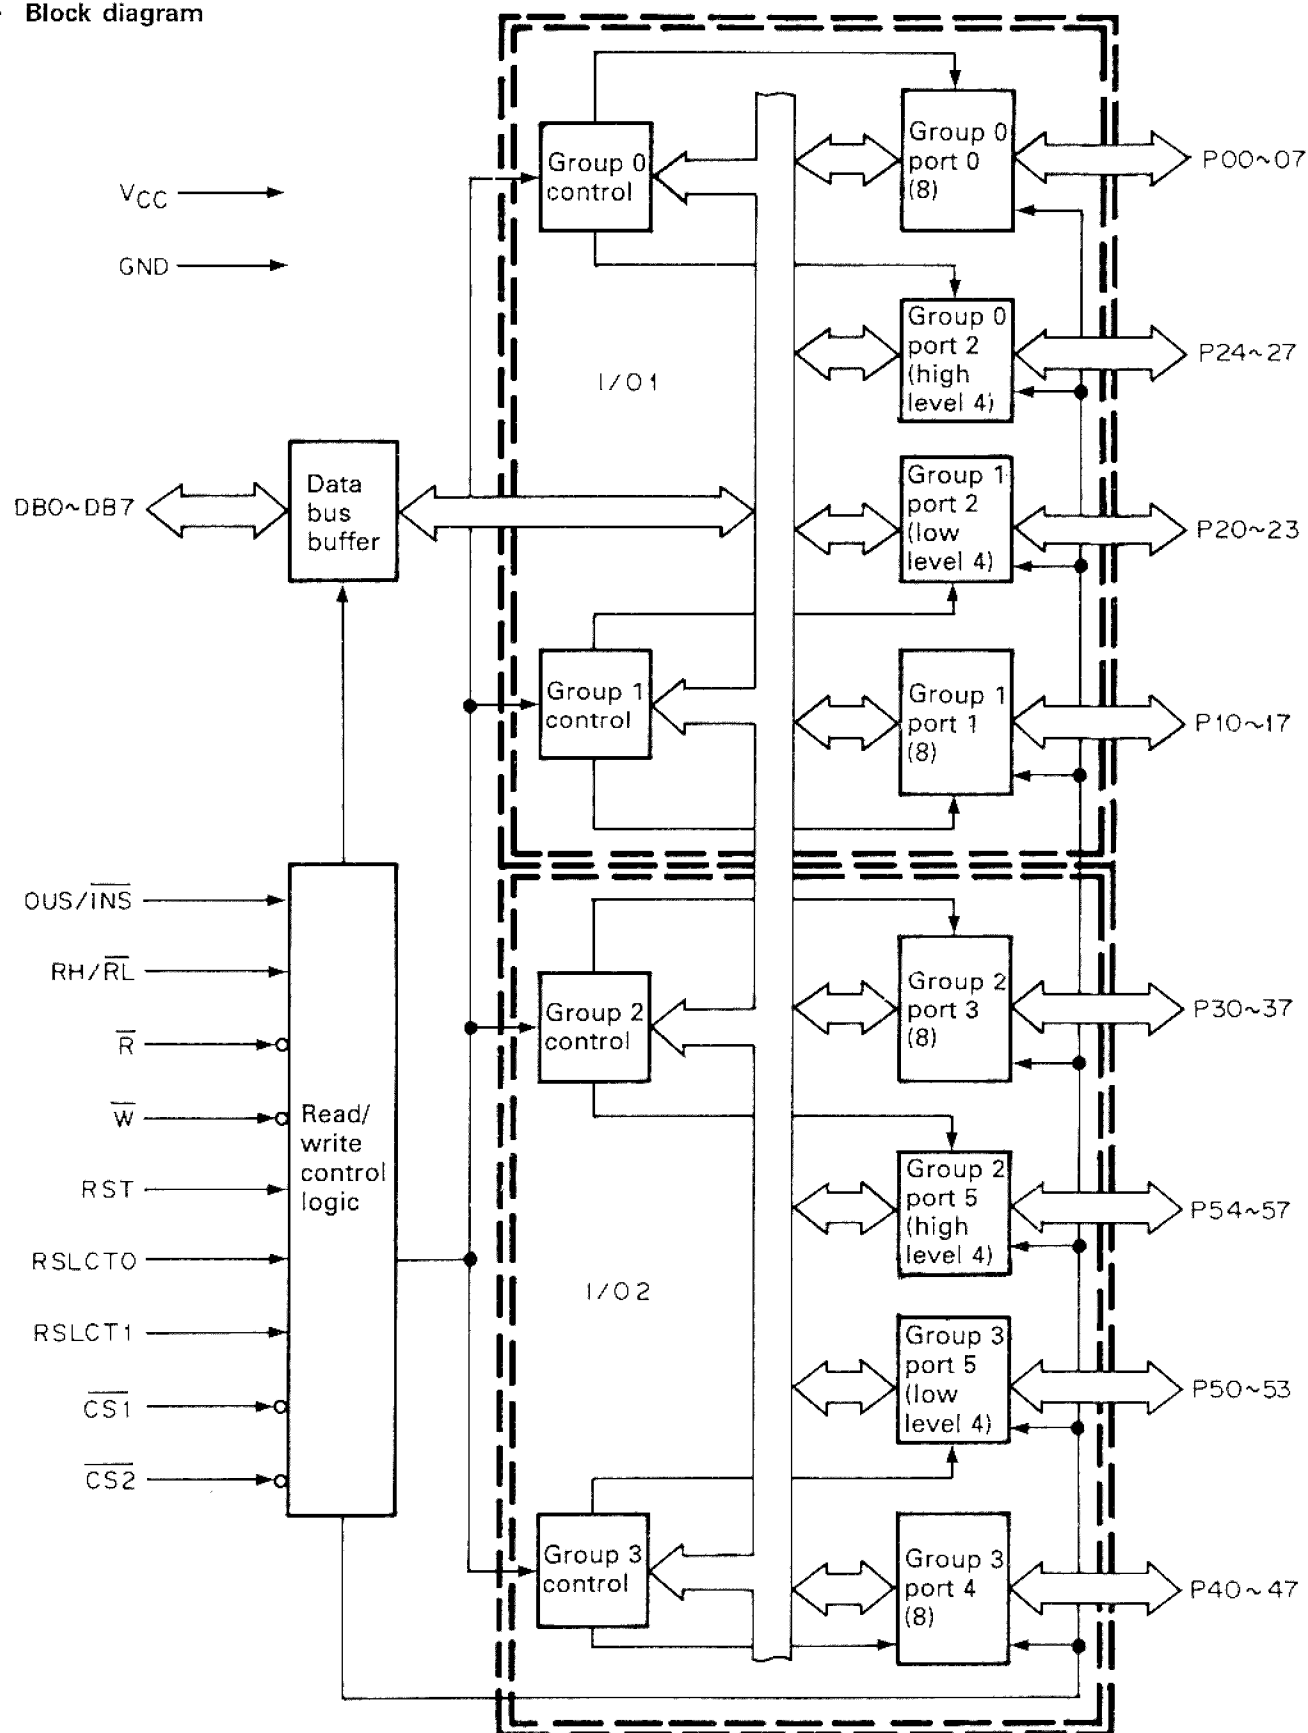 Block diagram
VCC
GND
DB0~DB7
Data
bus
buffer
OUS/INS
RH/RL
R
W
RST
RSLCT0
RSLCT1
CS1
CS2
Read/
write
control
logic
Group 0
control
I/O1
Group 1
control
Group 2
control
I/O2
Group 3
control
Group 0
port 0
(8)
P00~07
Group 0
port 2
(high
level 4)
P24~27
Group 1
port 2
(low
level 4)
P20~23
Group 1
port 1
(8)
P10~17
Group 2
port 3
(8)
P30~37
Group 2
port 5
(high
level 4)
P54~57
Group 3
port 5
(low
level 4)
P50~53
Group 3
port 4
(8)
P40~47